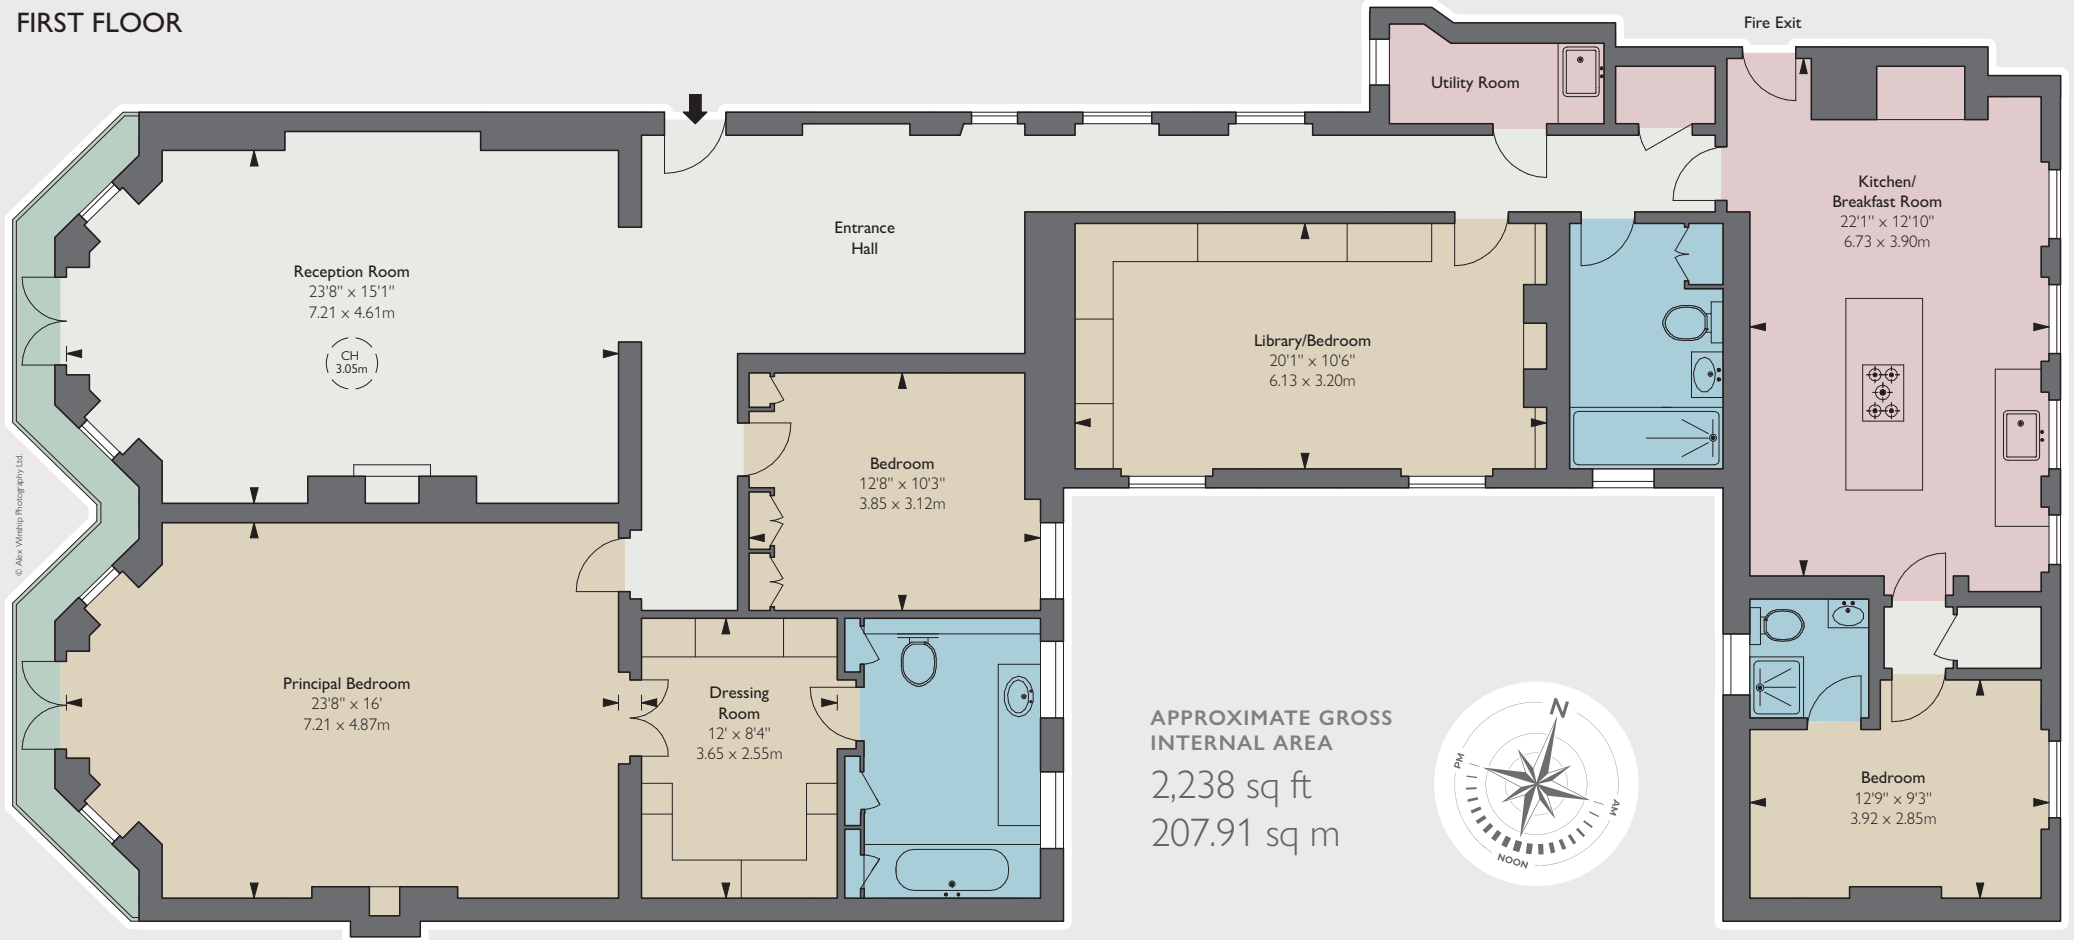 FIRST FLOOR
Fire Exit
Utility Room
Kitchen/
Breakfast Room
22'1" x 12'10"
6.73 x 3.90m
Entrance
Hall
Reception Room
23'8" x 15'1"
7.21 x 4.61m
CH
3.05m
Library/Bedroom
20'1" x 10'6"
6.13 x 3.20m
Bedroom
12'8" x 10'3"
3.85 x 3.12m
© Alex Winship Photography Ltd.
Principal Bedroom
23'8" x 16'
7.21 x 4.87m
Dressing
Room
12' x 8'4"
3.65 x 2.55m
APPROXIMATE GROSS
INTERNAL AREA
2,238 sq ft
207.91 sq m
N
PM
AM
NOON
Bedroom
12'9" x 9'3"
3.92 x 2.85m